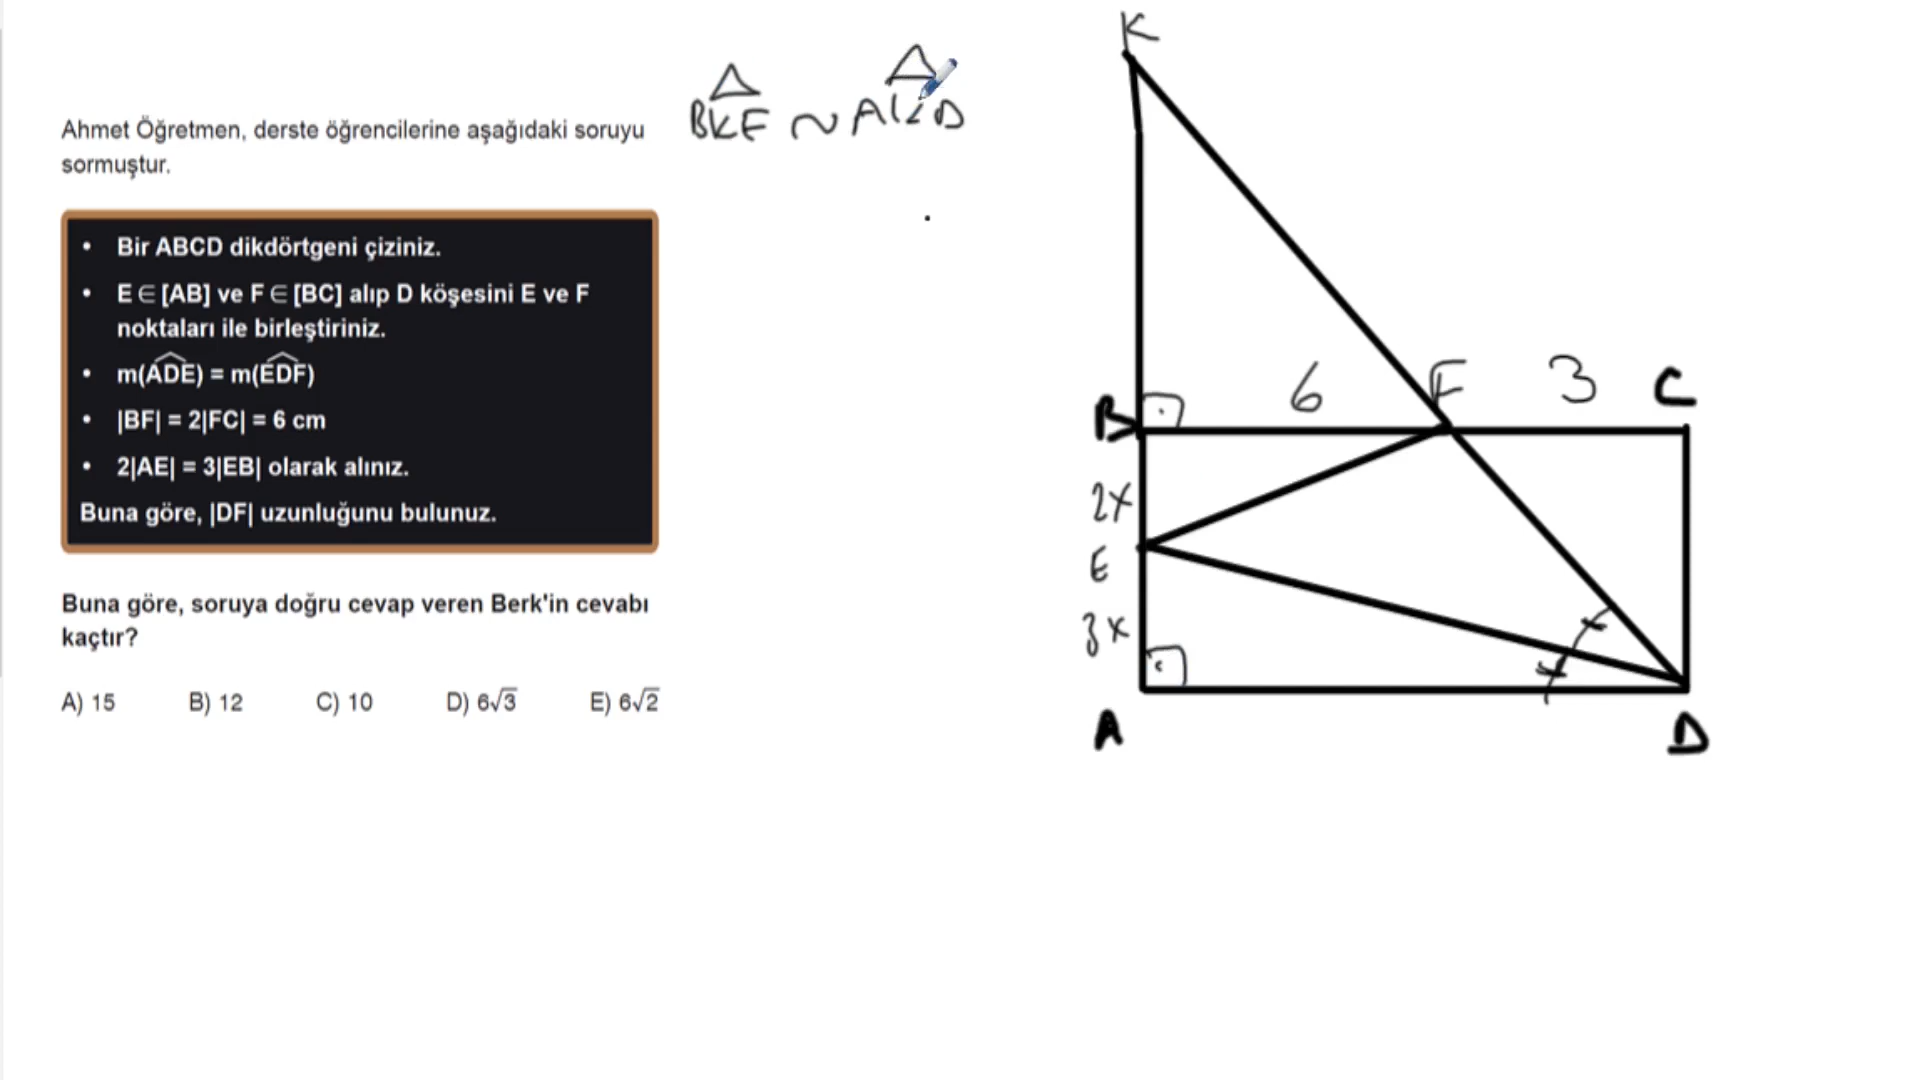 Ahmet Öğretmen, derste öğrencilerine aşağıdaki soruyu
sormuştur.
• Bir ABCD dikdörtgeni çiziniz.
• E ∈ [AB] ve F ∈ [BC] alıp D köşesini E ve F
noktaları ile birleştiriniz.
• m(ADE) = m(EDF)
• |BF| = 2|FC| = 6 cm
• 2|AE| = 3|EB| olarak alınız.
Buna göre, |DF| uzunluğunu bulunuz.
Buna göre, soruya doğru cevap veren Berk'in cevabı
kaçtır?
A) 15 B) 12 C) 10 D) 6√3 E) 6√2
BKF ~ AKD
K
B 6 F 3 C
2x
E
3x
A D